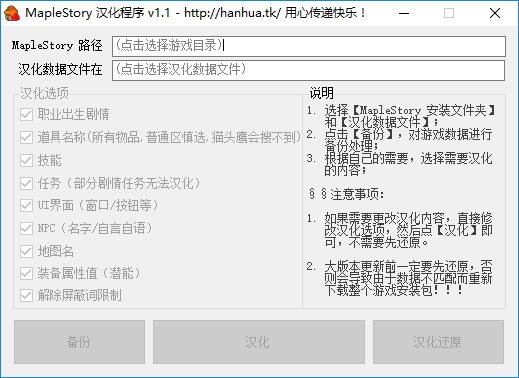 MapleStory 汉化程序 v1.1 - http://hanhua.tk/ 用心传递快乐！
MapleStory 路径
(点击选择游戏目录)
汉化数据文件在
(点击选择汉化数据文件)
汉化选项
职业出生剧情
道具名称(所有物品,普通区慎选,猫头鹰会搜不到)
技能
任务（部分剧情任务无法汉化）
UI界面（窗口/按钮等）
NPC（名字/自言自语）
地图名
装备属性值（潜能）
解除屏蔽词限制
说明
1. 选择【MapleStory 安装文件夹】
和【汉化数据文件】；
2. 点击【备份】,对游戏数据进行
备份处理；
3. 根据自己的需要，选择需要汉化
的内容；
§§注意事项：
1. 如果需要更改汉化内容，直接修
改汉化选项，然后点【汉化】即
可，不需要先还原。
2. 大版本更新前一定要先还原，否
则会导致由于数据不匹配而重新
下载整个游戏安装包！！！
备份
汉化
汉化还原